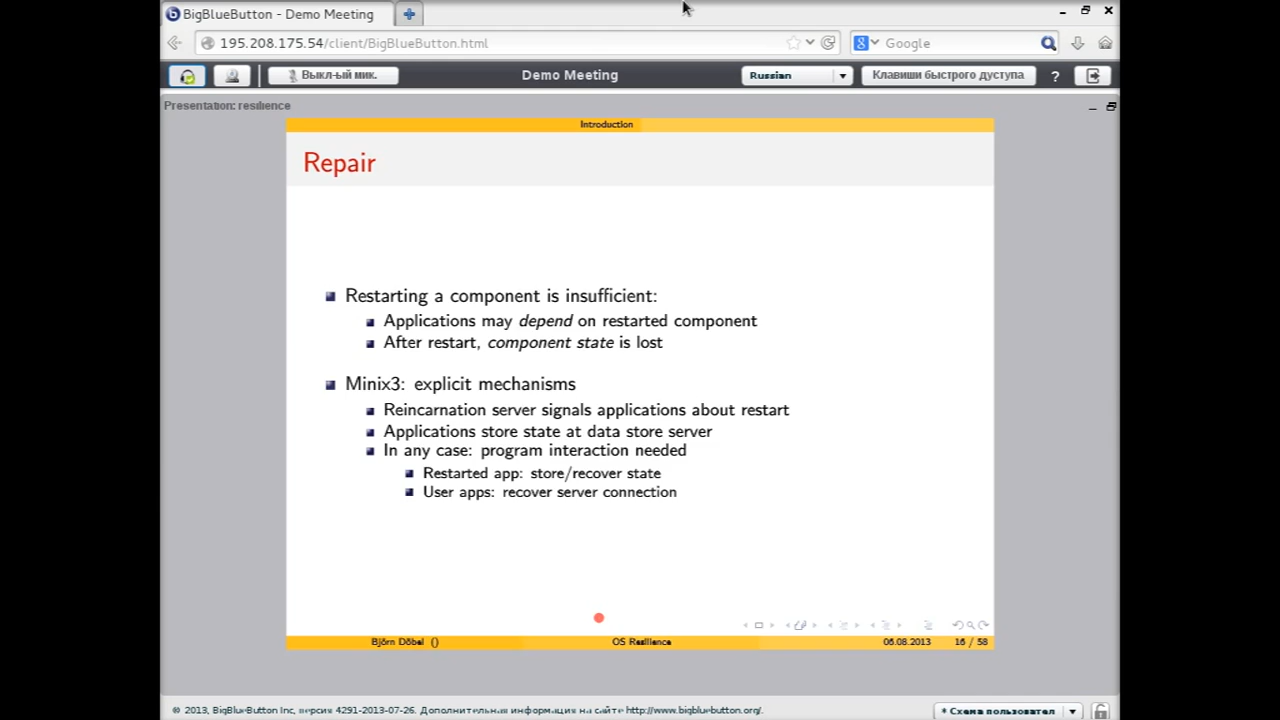 BigBlueButton - Demo Meeting
195.208.175.54/client/BigBlueButton.html
Google
Выкл-ый мик.
Demo Meeting
Russian
Клавиши быстрого доступа
?
Presentation: resilience
Introduction
Repair
Restarting a component is insufficient:
Applications may depend on restarted component
After restart, component state is lost
Minix3: explicit mechanisms
Reincarnation server signals applications about restart
Applications store state at data store server
In any case: program interaction needed
Restarted app: store/recover state
User apps: recover server connection
Björn Döbel ()
OS Resilience
06.08.2013
16 / 58
© 2013, BigBlueButton Inc, версия 4291-2013-07-26. Дополнительная информация на сайте http://www.bigbluebutton.org/.
* Схема пользовател